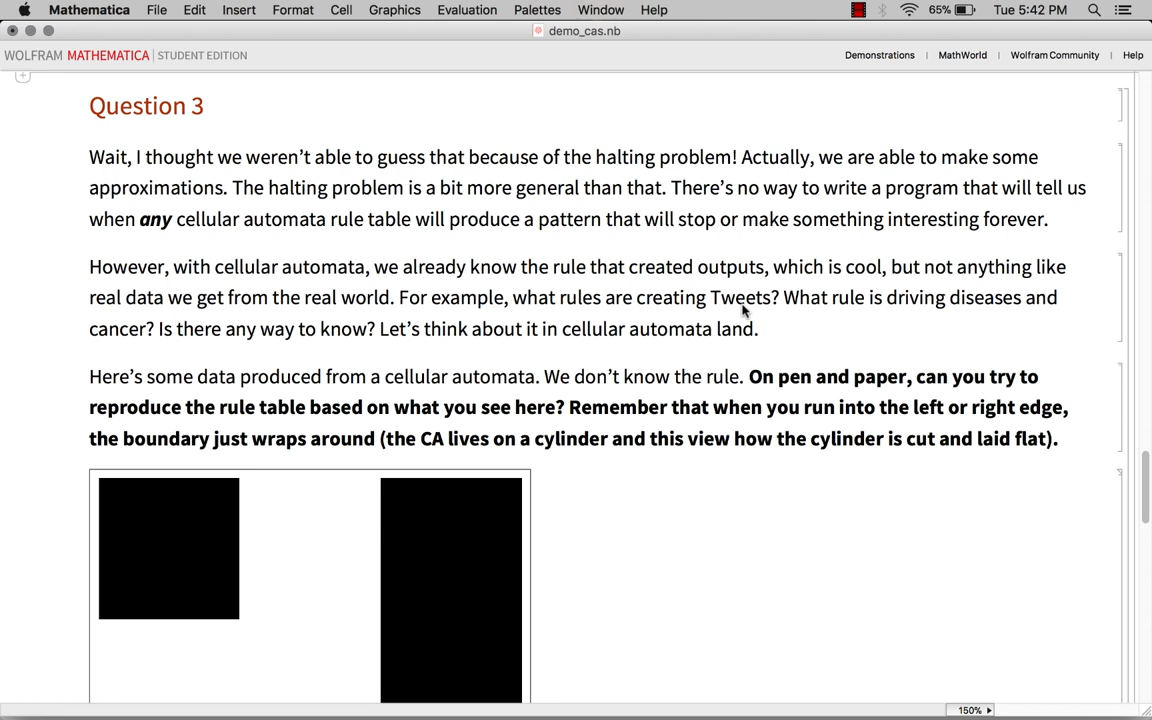 Mathematica File Edit Insert Format Cell Graphics Evaluation Palettes Window Help 65% Tue 5:42 PM
demo_cas.nb
WOLFRAM MATHEMATICA | STUDENT EDITION Demonstrations | MathWorld | Wolfram Community | Help
Question 3
Wait, I thought we weren’t able to guess that because of the halting problem! Actually, we are able to make some
approximations. The halting problem is a bit more general than that. There’s no way to write a program that will tell us
when any cellular automata rule table will produce a pattern that will stop or make something interesting forever.
However, with cellular automata, we already know the rule that created outputs, which is cool, but not anything like
real data we get from the real world. For example, what rules are creating Tweets? What rule is driving diseases and
cancer? Is there any way to know? Let’s think about it in cellular automata land.
Here’s some data produced from a cellular automata. We don’t know the rule. On pen and paper, can you try to
reproduce the rule table based on what you see here? Remember that when you run into the left or right edge,
the boundary just wraps around (the CA lives on a cylinder and this view how the cylinder is cut and laid flat).
150%